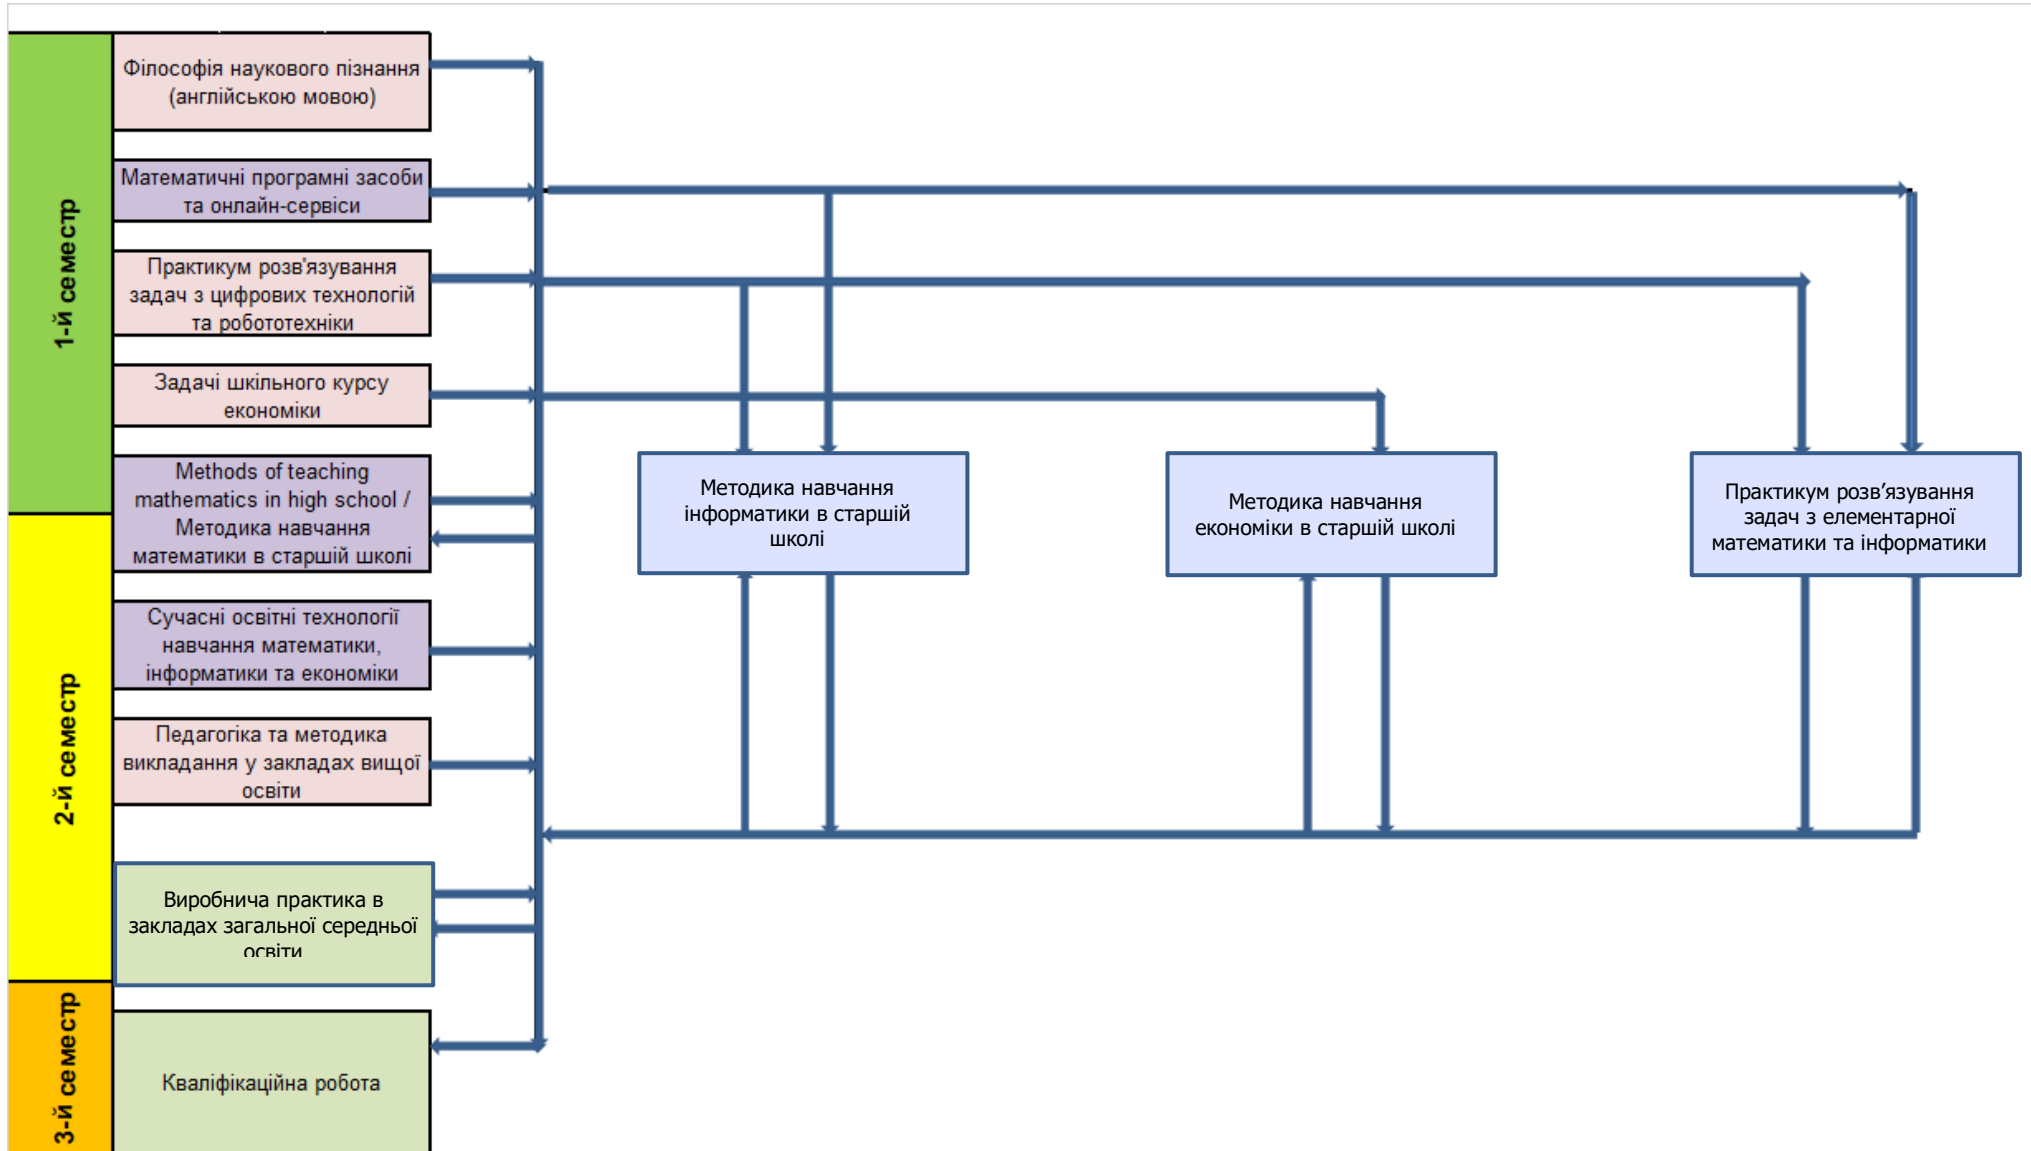 1-й семестр
Філософія наукового пізнання
(англійською мовою)
Математичні програмні засоби
та онлайн-сервіси
Практикум розв'язування
задач з цифрових технологій
та робототехніки
Задачі шкільного курсу
економіки
Methods of teaching
mathematics in high school /
Методика навчання
математики в старшій школі
Методика навчання
інформатики в старшій
школі
Методика навчання
економіки в старшій школі
Практикум розв’язування
задач з елементарної
математики та інформатики
2-й семестр
Сучасні освітні технології
навчання математики,
інформатики та економіки
Педагогіка та методика
викладання у закладах вищої
освіти
Виробнича практика в
закладах загальної середньої
освіти
3-й семестр
Кваліфікаційна робота